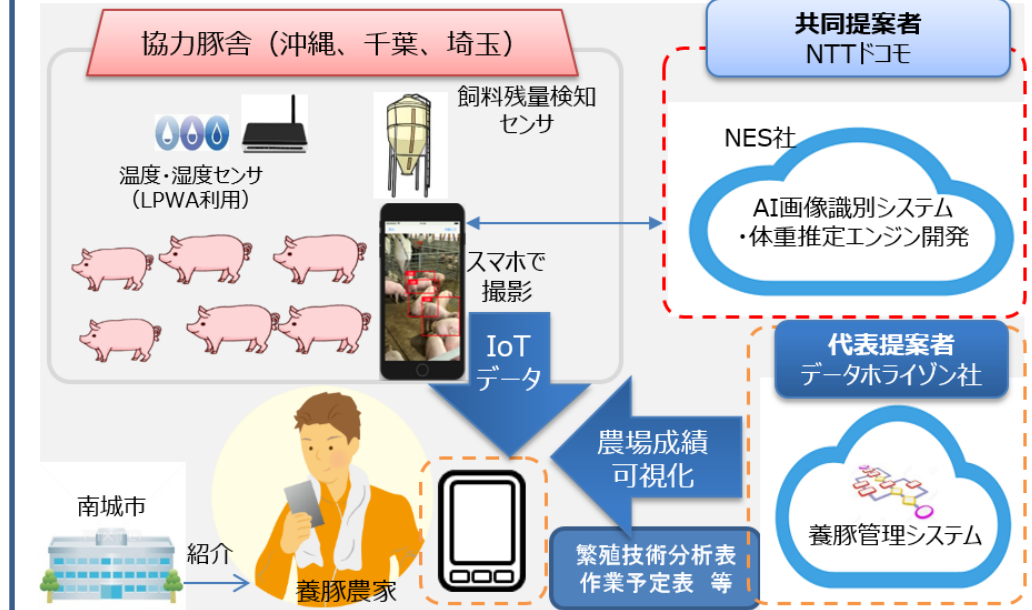 協力豚舎（沖縄、千葉、埼玉）
共同提案者
NTTドコモ
飼料残量検知
センサ
温度・湿度センサ
（LPWA利用）
NES社
AI画像識別システム
・体重推定エンジン開発
スマホで
撮影
IoT
データ
代表提案者
データホライゾン社
農場成績
可視化
養豚管理システム
南城市
紹介
養豚農家
繁殖技術分析表
作業予定表　等